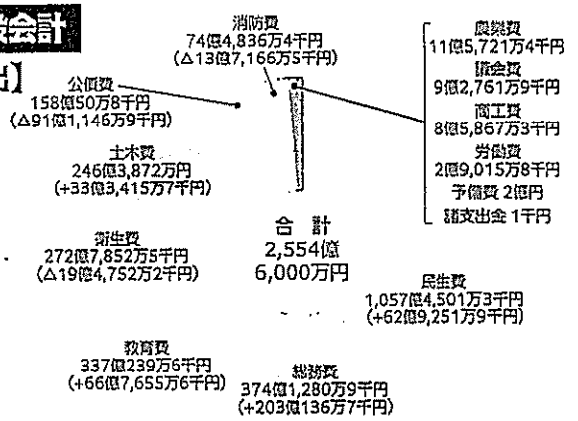 会計
出】
消防費
74億4,836万4千円
(△13億7,166万5千円)
公債費
158億50万8千円
(△91億1,146万9千円)
土木費
246億3,872万円
(+33億3,415万7千円)
衛生費
272億7,852万5千円
(△19億4,752万2千円)
教育費
337億239万6千円
(+66億7,655万6千円)
総務費
374億1,280万9千円
(+203億136万7千円)
民生費
1,057億4,501万3千円
(+62億9,251万9千円)
合計
2,554億
6,000万円
農業費
11億5,721万4千円
議会費
9億2,761万9千円
商工費
8億5,867万3千円
労働費
2億9,015万8千円
予備費 2億円
諸支出金 1千円